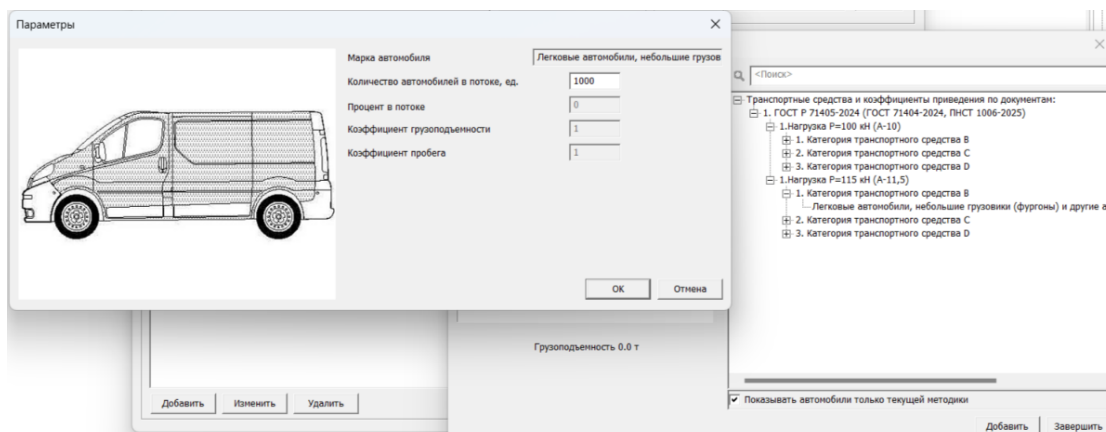 Параметры
Марка автомобиля
Легковые автомобили, небольшие грузов
Количество автомобилей в потоке, ед.
1000
Процент в потоке
0
Коэффициент грузоподъемности
1
Коэффициент пробега
1
ОК
Отмена
<Поиск>
Транспортные средства и коэффициенты приведения по документам:
1. ГОСТ Р 71405-2024 (ГОСТ 71404-2024, ПНСТ 1006-2025)
1.Нагрузка Р=100 кН (А-10)
1. Категория транспортного средства В
2. Категория транспортного средства С
3. Категория транспортного средства D
1.Нагрузка Р=115 кН (А-11,5)
1. Категория транспортного средства В
Легковые автомобили, небольшие грузовики (фургоны) и другие а
2. Категория транспортного средства С
3. Категория транспортного средства D
Грузоподъенность 0.0 т
Показывать автомобили только текущей методики
Добавить
Изменить
Удалить
Добавить
Завершить